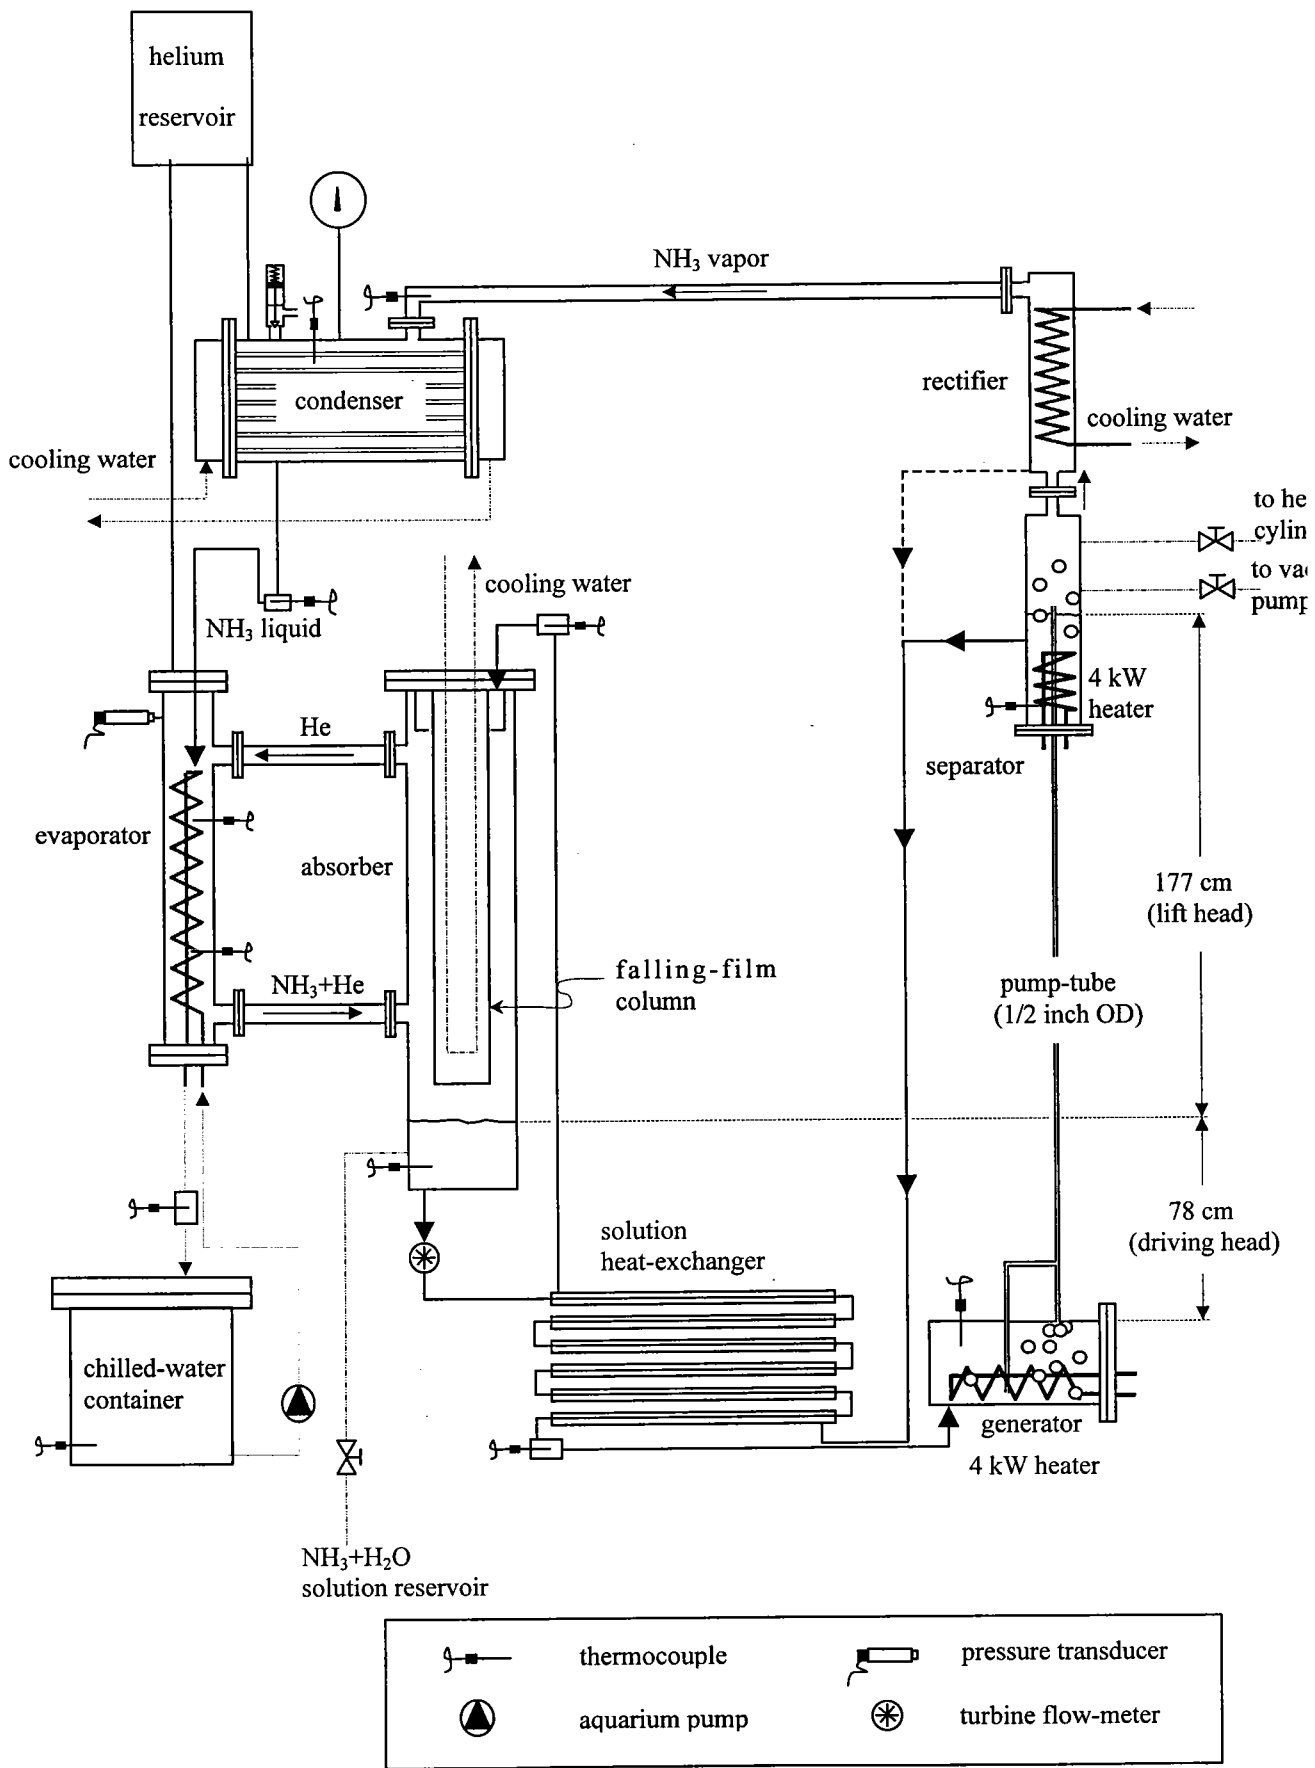 helium
reservoir
NH₃ vapor
rectifier
condenser
cooling water
cooling water
to he
cylin
to va
pump
cooling water
NH₃ liquid
4 kW
heater
He
separator
evaporator
absorber
177 cm
(lift head)
falling-film
column
NH₃+He
pump-tube
(1/2 inch OD)
78 cm
(driving head)
solution
heat-exchanger
chilled-water
container
generator
4 kW heater
NH₃+H₂O
solution reservoir
thermocouple
pressure transducer
aquarium pump
turbine flow-meter